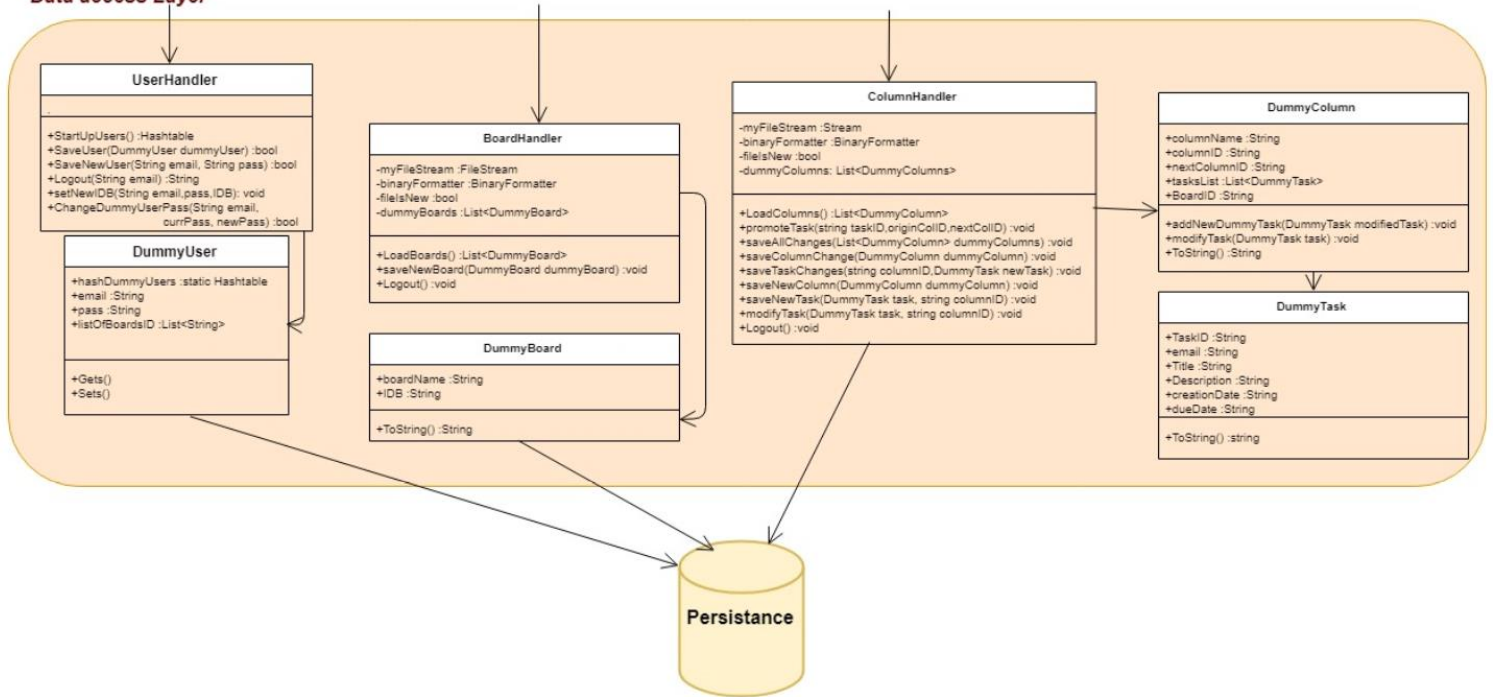 Data access Layer
UserHandler
.
+StartUpUsers() :Hashtable
+SaveUser(DummyUser dummyUser) :bool
+SaveNewUser(String email, String pass) :bool
+Logout(String email) :String
+setNewIDB(String email,pass,IDB): void
+ChangeDummyUserPass(String email,
currPass, newPass) :bool
DummyUser
+hashDummyUsers :static Hashtable
+email :String
+pass :String
+listOfBoardsID :List<String>
+Gets()
+Sets()
BoardHandler
-myFileStream :FileStream
-binaryFormatter :BinaryFormatter
-fileIsNew :bool
-dummyBoards :List<DummyBoard>
+LoadBoards() :List<DummyBoard>
+saveNewBoard(DummyBoard dummyBoard) :void
+Logout() :void
DummyBoard
+boardName :String
+IDB :String
+ToString() :String
ColumnHandler
-myFileStream :Stream
-binaryFormatter :BinaryFormatter
-fileIsNew :bool
-dummyColumns: List<DummyColumns>
+LoadColumns() :List<DummyColumn>
+promoteTask(string taskID,originColID,nextColID) :void
+saveAllChanges(List<DummyColumn> dummyColumns) :void
+saveColumnChange(DummyColumn dummyColumn) :void
+saveTaskChanges(string columnID,DummyTask newTask) :void
+saveNewColumn(DummyColumn dummyColumn) :void
+saveNewTask(DummyTask task, string columnID) :void
+modifyTask(DummyTask task, string columnID) :void
+Logout() :void
DummyColumn
+columnName :String
+columnID :String
+nextColumnID :String
+tasksList :List<DummyTask>
+BoardID :String
+addNewDummyTask(DummyTask modifiedTask) :void
+modifyTask(DummyTask task) :void
+ToString() :String
DummyTask
+TaskID :String
+email :String
+Title :String
+Description :String
+creationDate :String
+dueDate :String
+ToString() :string
Persistance